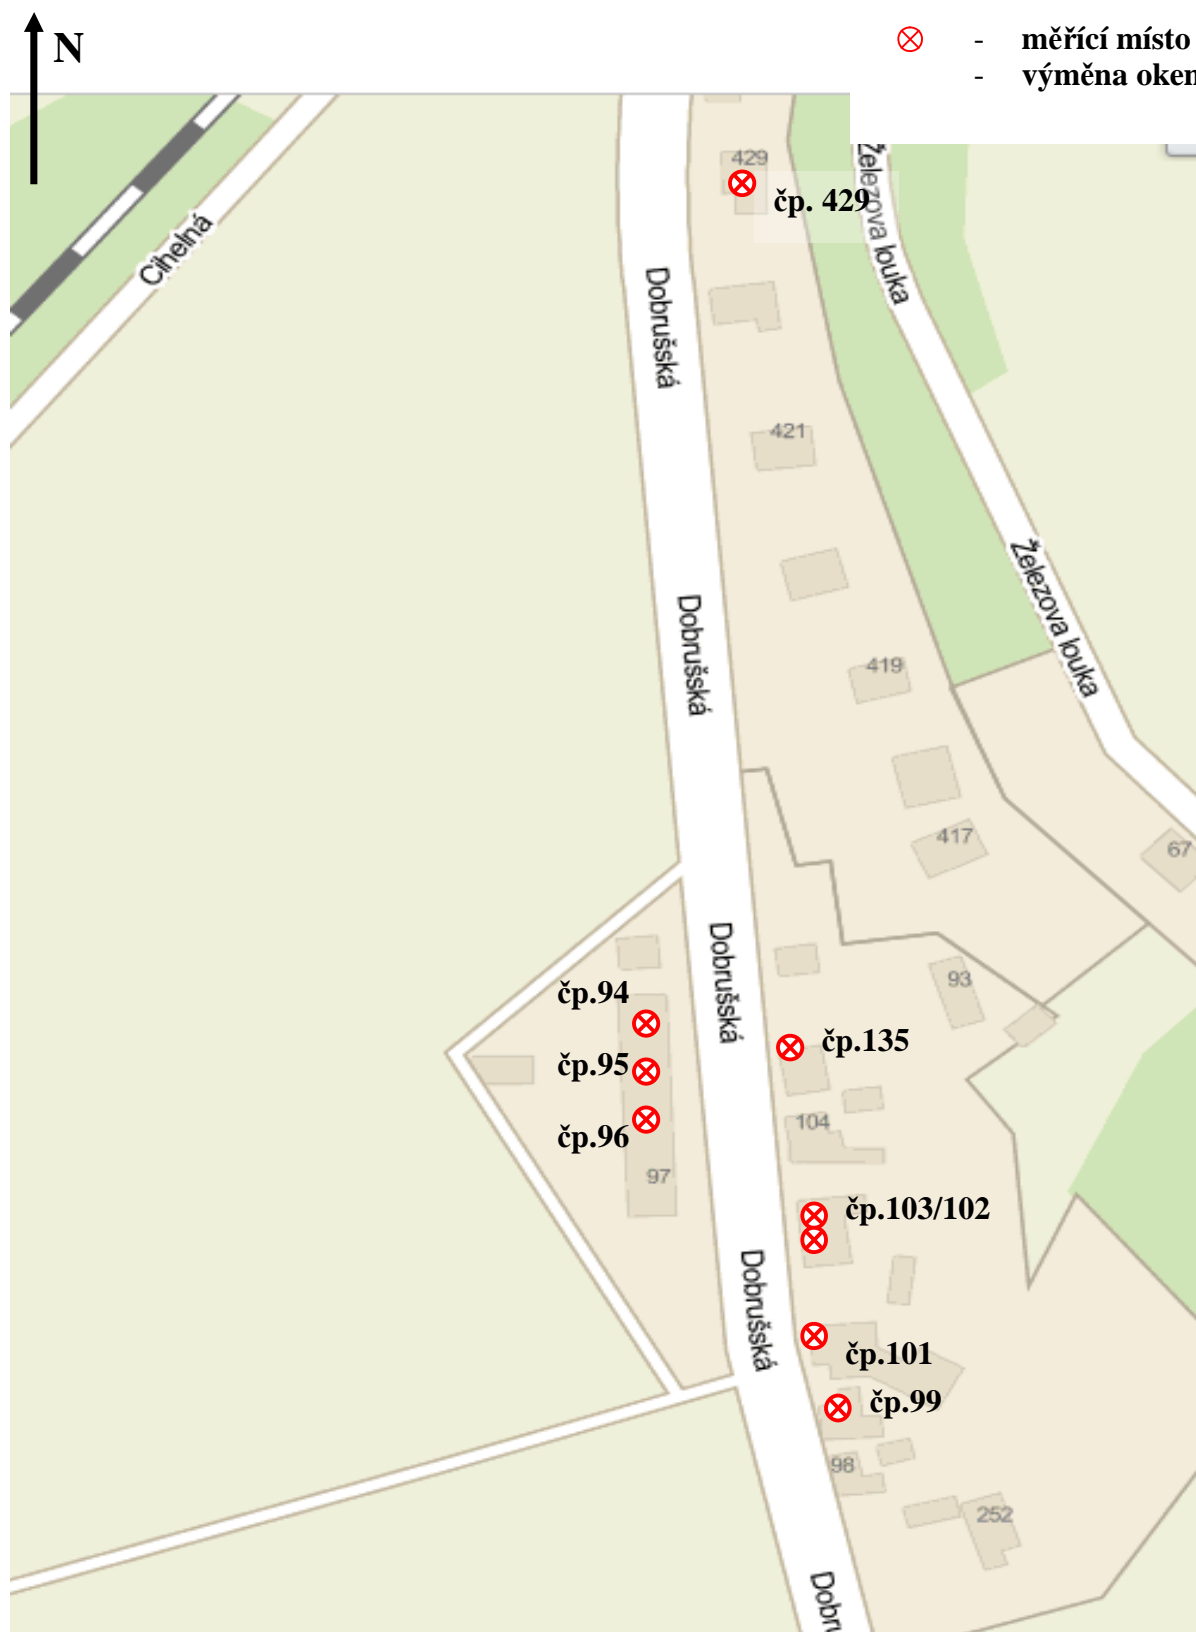 N
- měřící místo
- výměna oken
429
čp. 429
Železova louka
Cihelná
Dobrušská
421
Železova louka
Dobrušská
419
417
67
Dobrušská
93
čp.94
čp.135
čp.95
104
čp.96
97
čp.103/102
Dobrušská
čp.101
čp.99
98
252
Dobru